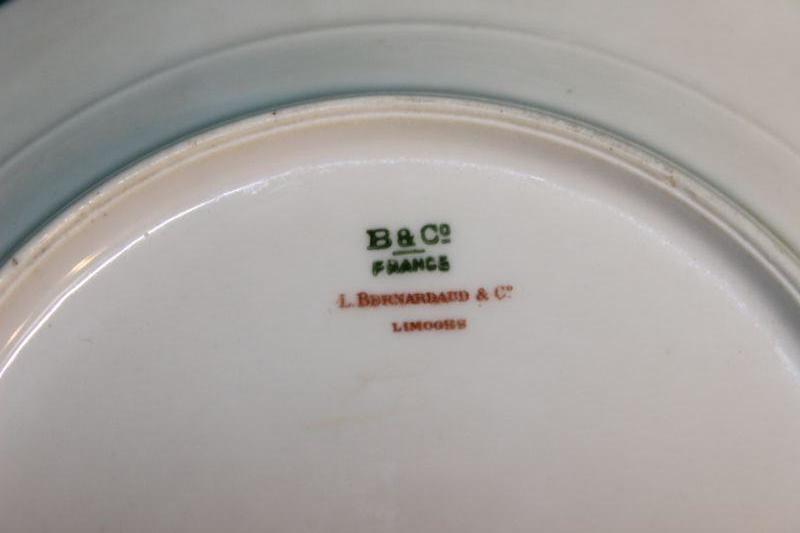 B & Cº
FRANCE
L. BERNARDAUD & Cº
LIMOGES